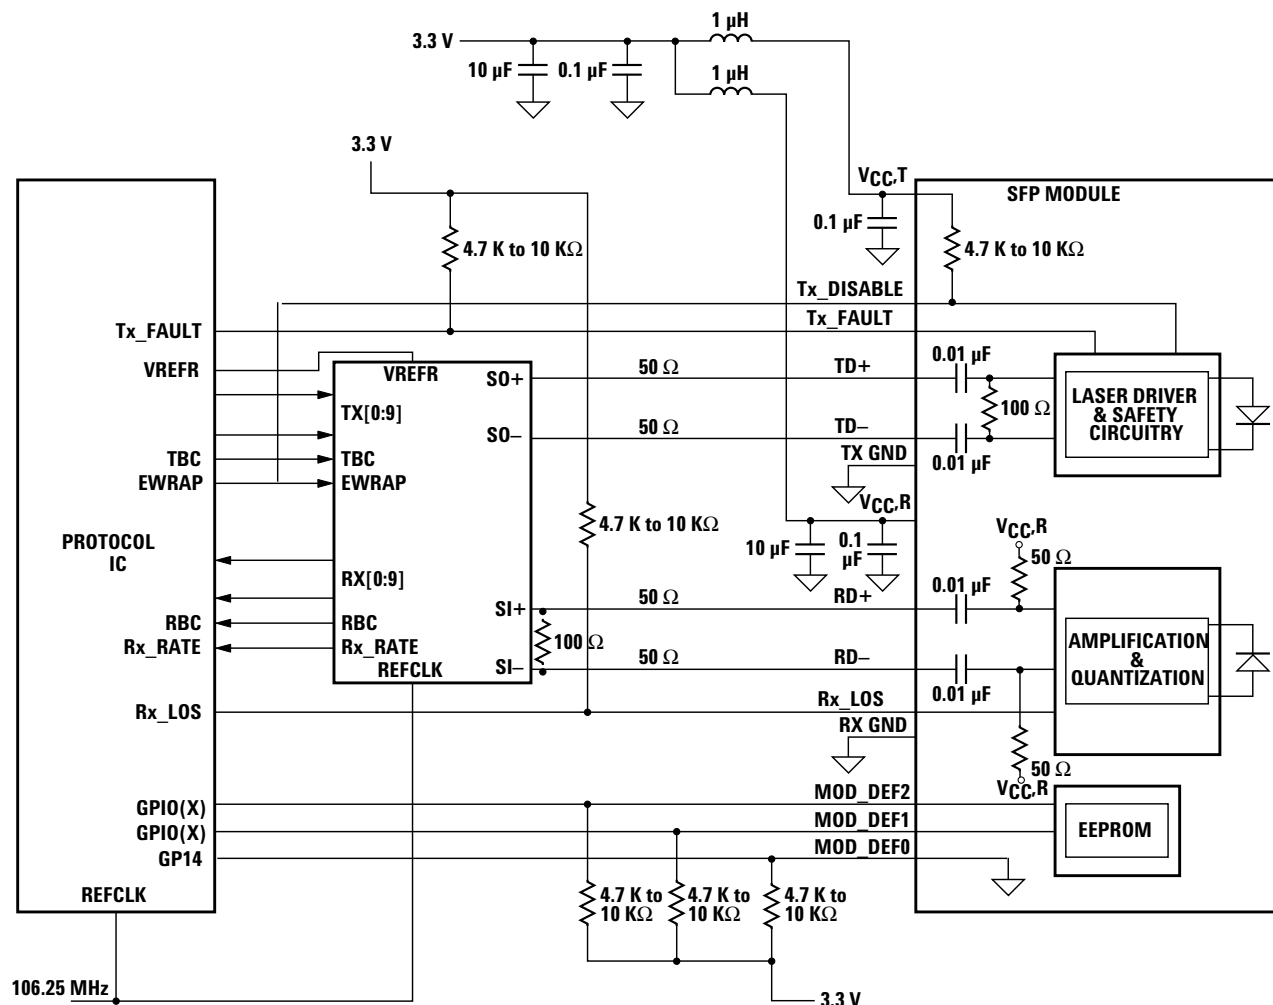 1 µH
3.3 V
10 µF
0.1 µF
1 µH
3.3 V
VCC,T
SFP MODULE
0.1 µF
4.7 K to 10 KΩ
4.7 K to 10 KΩ
Tx_DISABLE
Tx_FAULT
Tx_FAULT
VREFR
VREFR
SO+
50 Ω
TD+
0.01 µF
LASER DRIVER
& SAFETY
CIRCUITRY
TX[0:9]
100 Ω
SO–
50 Ω
TD–
0.01 µF
TBC
TBC
TX GND
EWRAP
EWRAP
VCC,R
4.7 K to 10 KΩ
PROTOCOL
IC
10 µF
0.1
µF
VCC,R
50 Ω
RX[0:9]
SI+
50 Ω
RD+
0.01 µF
RBC
RBC
Rx_RATE
Rx_RATE
100 Ω
AMPLIFICATION
&
QUANTIZATION
REFCLK
SI–
50 Ω
RD–
0.01 µF
Rx_LOS
Rx_LOS
RX GND
50 Ω
VCC,R
GPIO(X)
MOD_DEF2
GPIO(X)
MOD_DEF1
EEPROM
GP14
MOD_DEF0
REFCLK
4.7 K to
10 KΩ
4.7 K to
10 KΩ
4.7 K to
10 KΩ
106.25 MHz
3.3 V